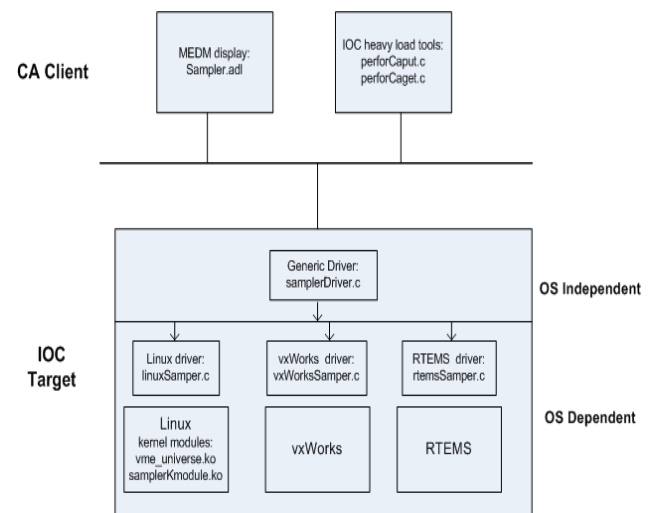 CA Client
MEDM display:
Sampler.adl
IOC heavy load tools:
perforCaput.c
perforCaget.c
Generic Driver:
samplerDriver.c
OS Independent
IOC
Target
Linux driver:
linuxSamper.c
vxWorks driver:
vxWorksSamper.c
RTEMS driver:
rtemsSamper.c
OS Dependent
Linux
kernel modules:
vme_universe.ko
samplerKmodule.ko
vxWorks
RTEMS